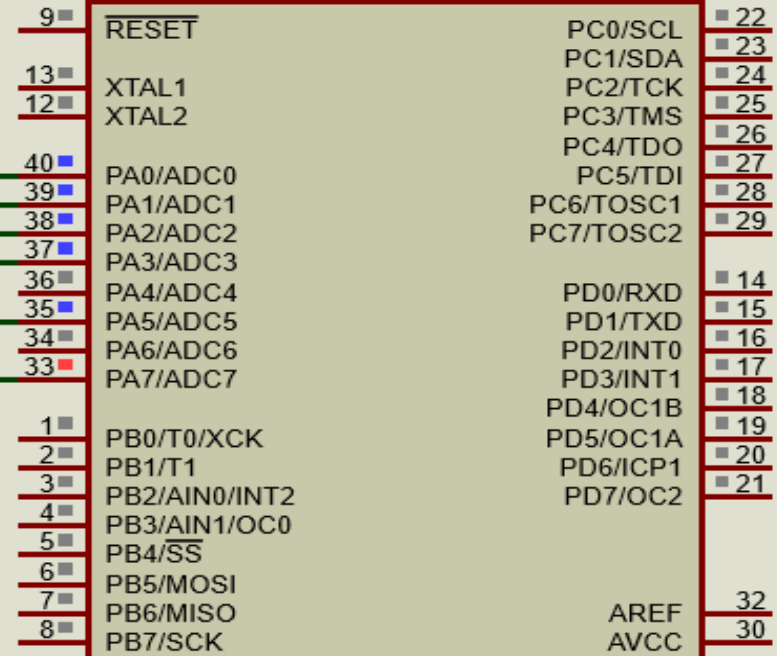 9 RESET PC0/SCL 22
PC1/SDA 23
13 XTAL1 PC2/TCK 24
12 XTAL2 PC3/TMS 25
PC4/TDO 26
40 PA0/ADC0 PC5/TDI 27
39 PA1/ADC1 PC6/TOSC1 28
38 PA2/ADC2 PC7/TOSC2 29
37 PA3/ADC3
36 PA4/ADC4 PD0/RXD 14
35 PA5/ADC5 PD1/TXD 15
34 PA6/ADC6 PD2/INT0 16
33 PA7/ADC7 PD3/INT1 17
PD4/OC1B 18
1 PB0/T0/XCK PD5/OC1A 19
2 PB1/T1 PD6/ICP1 20
3 PB2/AIN0/INT2 PD7/OC2 21
4 PB3/AIN1/OC0
5 PB4/SS
6 PB5/MOSI
7 PB6/MISO AREF 32
8 PB7/SCK AVCC 30